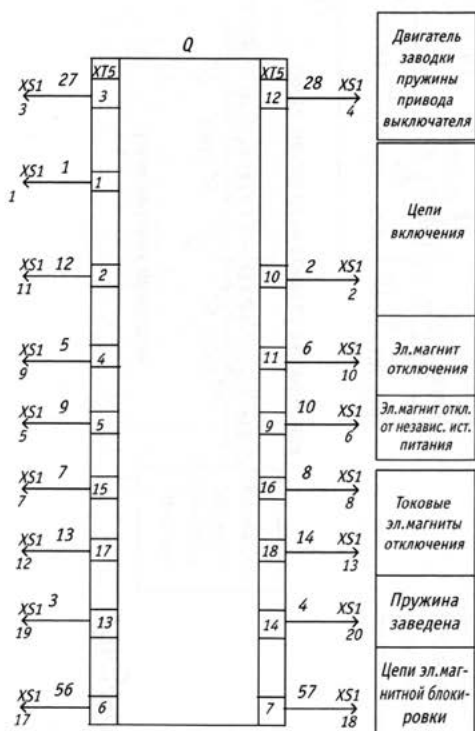 Q
Двигатель
заводки
пружины
привода
выключателя
XT5
XT5
XS1 27
3
3
12
28 XS1
4
XS1 1
1
1
Цепи
включения
XS1 12
11
2
10
2 XS1
2
XS1 5
9
4
11
6 XS1
10
Эл.магнит
отключения
XS1 9
5
5
9
10 XS1
6
Эл.магнит откл.
от независ. ист.
питания
XS1 7
7
15
16
8 XS1
8
Токовые
эл.магниты
отключения
XS1 13
12
17
18
14 XS1
13
XS1 3
19
13
14
4 XS1
20
Пружина
заведена
XS1 56
17
6
7
57 XS1
18
Цепи эл.маг-
нитной блоки-
ровки